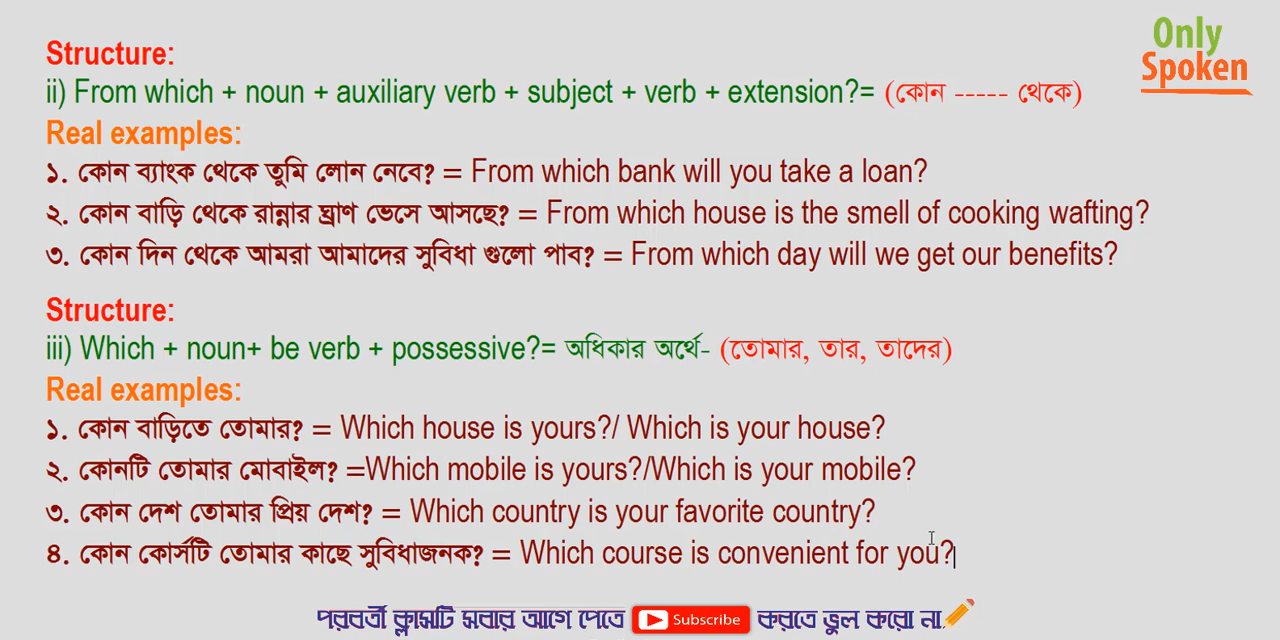 Only
Spoken
Structure:
ii) From which + noun + auxiliary verb + subject + verb + extension?= (কোন ----- থেকে)
Real examples:
১. কোন ব্যাংক থেকে তুমি লোন নেবে? = From which bank will you take a loan?
২. কোন বাড়ি থেকে রান্নার ঘ্রাণ ভেসে আসছে? = From which house is the smell of cooking wafting?
৩. কোন দিন থেকে আমরা আমাদের সুবিধা গুলো পাব? = From which day will we get our benefits?
Structure:
iii) Which + noun+ be verb + possessive?= অধিকার অর্থে- (তোমার, তার, তাদের)
Real examples:
১. কোন বাড়িতে তোমার? = Which house is yours?/ Which is your house?
২. কোনটি তোমার মোবাইল? =Which mobile is yours?/Which is your mobile?
৩. কোন দেশ তোমার প্রিয় দেশ? = Which country is your favorite country?
৪. কোন কোর্সটি তোমার কাছে সুবিধাজনক? = Which course is convenient for you?
পরবর্তী ক্লাসটি সবার আগে পেতে Subscribe করতে ভুল করো না